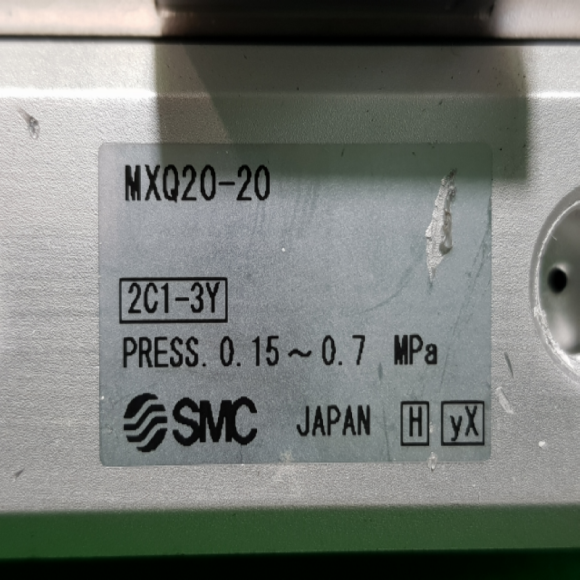 MXQ20-20
2C1-3Y
PRESS. 0.15～0.7 MPa
SMC JAPAN H yX